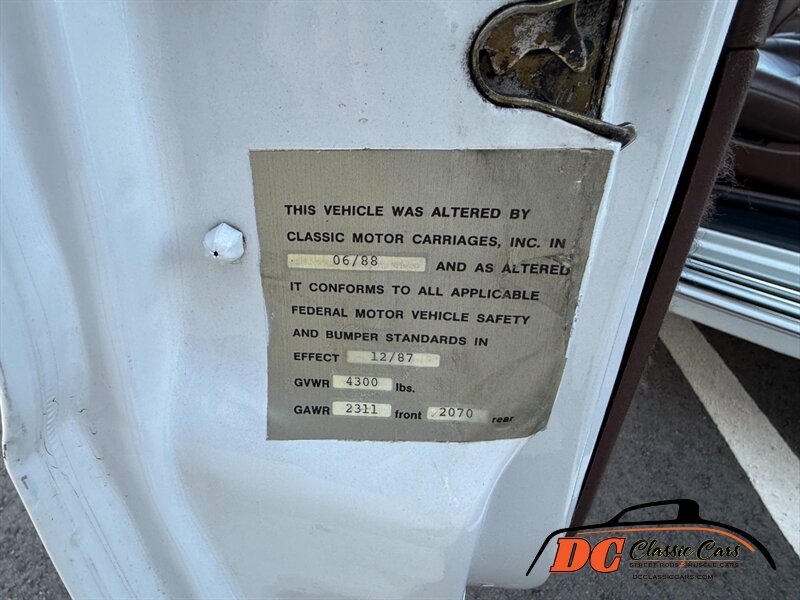 THIS VEHICLE WAS ALTERED BY
CLASSIC MOTOR CARRIAGES, INC. IN
06/88 AND AS ALTERED
IT CONFORMS TO ALL APPLICABLE
FEDERAL MOTOR VEHICLE SAFETY
AND BUMPER STANDARDS IN
EFFECT 12/87
GVWR 4300 lbs.
GAWR 2311 front 2070 rear
DC Classic Cars
STREET RODS & MUSCLE CARS
DCCLASSICCARS.COM